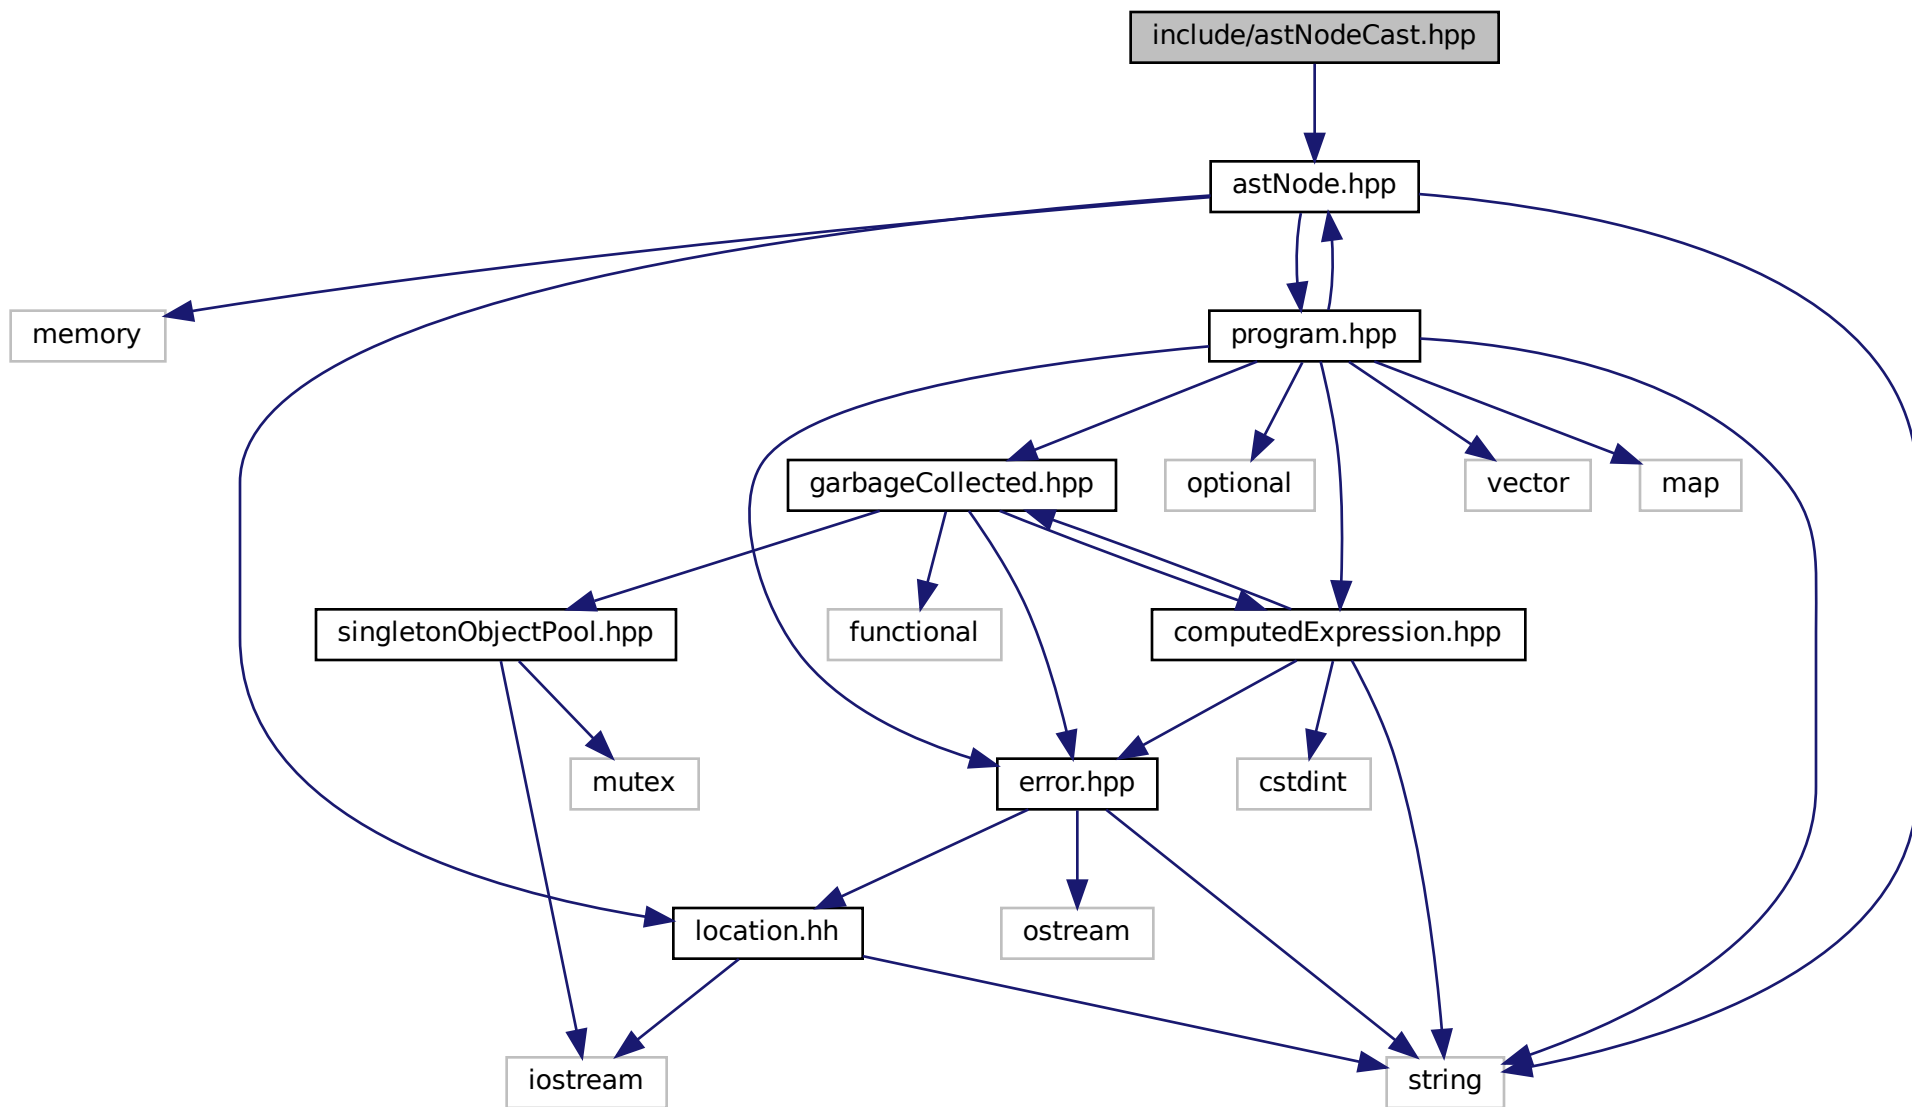 include/astNodeCast.hpp
astNode.hpp
memory
program.hpp
garbageCollected.hpp
optional
vector
map
singletonObjectPool.hpp
functional
computedExpression.hpp
mutex
error.hpp
cstdint
location.hh
ostream
iostream
string